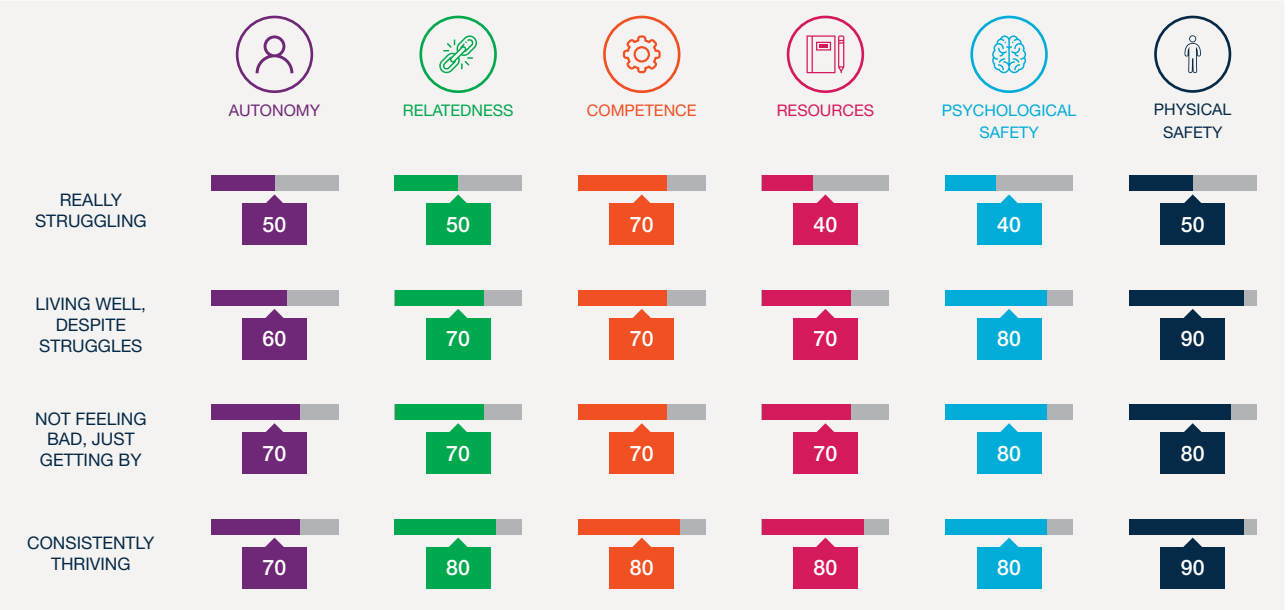 AUTONOMY
RELATEDNESS
COMPETENCE
RESOURCES
PSYCHOLOGICAL
SAFETY
PHYSICAL
SAFETY
REALLY
STRUGGLING
50
50
70
40
40
50
LIVING WELL,
DESPITE
STRUGGLES
60
70
70
70
80
90
NOT FEELING
BAD, JUST
GETTING BY
70
70
70
70
80
80
CONSISTENTLY
THRIVING
70
80
80
80
80
90